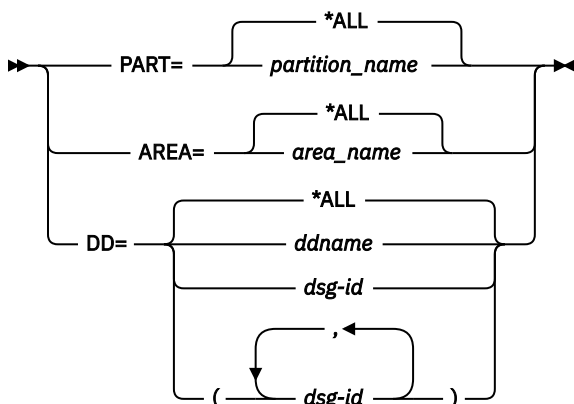 *ALL
PART= partition_name
*ALL
AREA= area_name
*ALL
DD= ddname
dsg-id
,
( dsg-id )